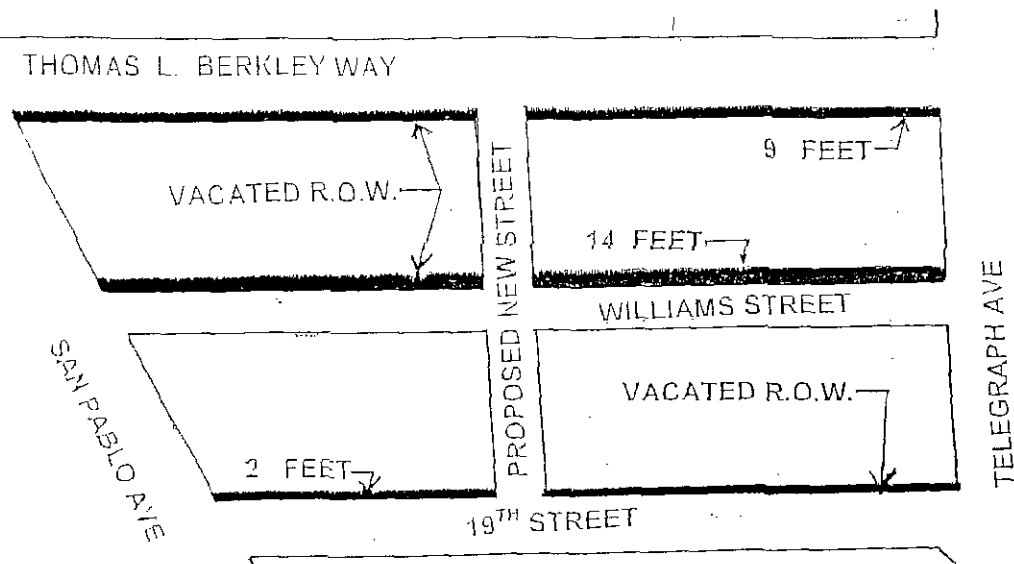 THOMAS L. BERKLEY WAY
9 FEET
VACATED R.O.W.
PROPOSED NEW STREET
14 FEET
WILLIAMS STREET
TELEGRAPH AVE
SAN PABLO AVE
VACATED R.O.W.
2 FEET
19TH STREET